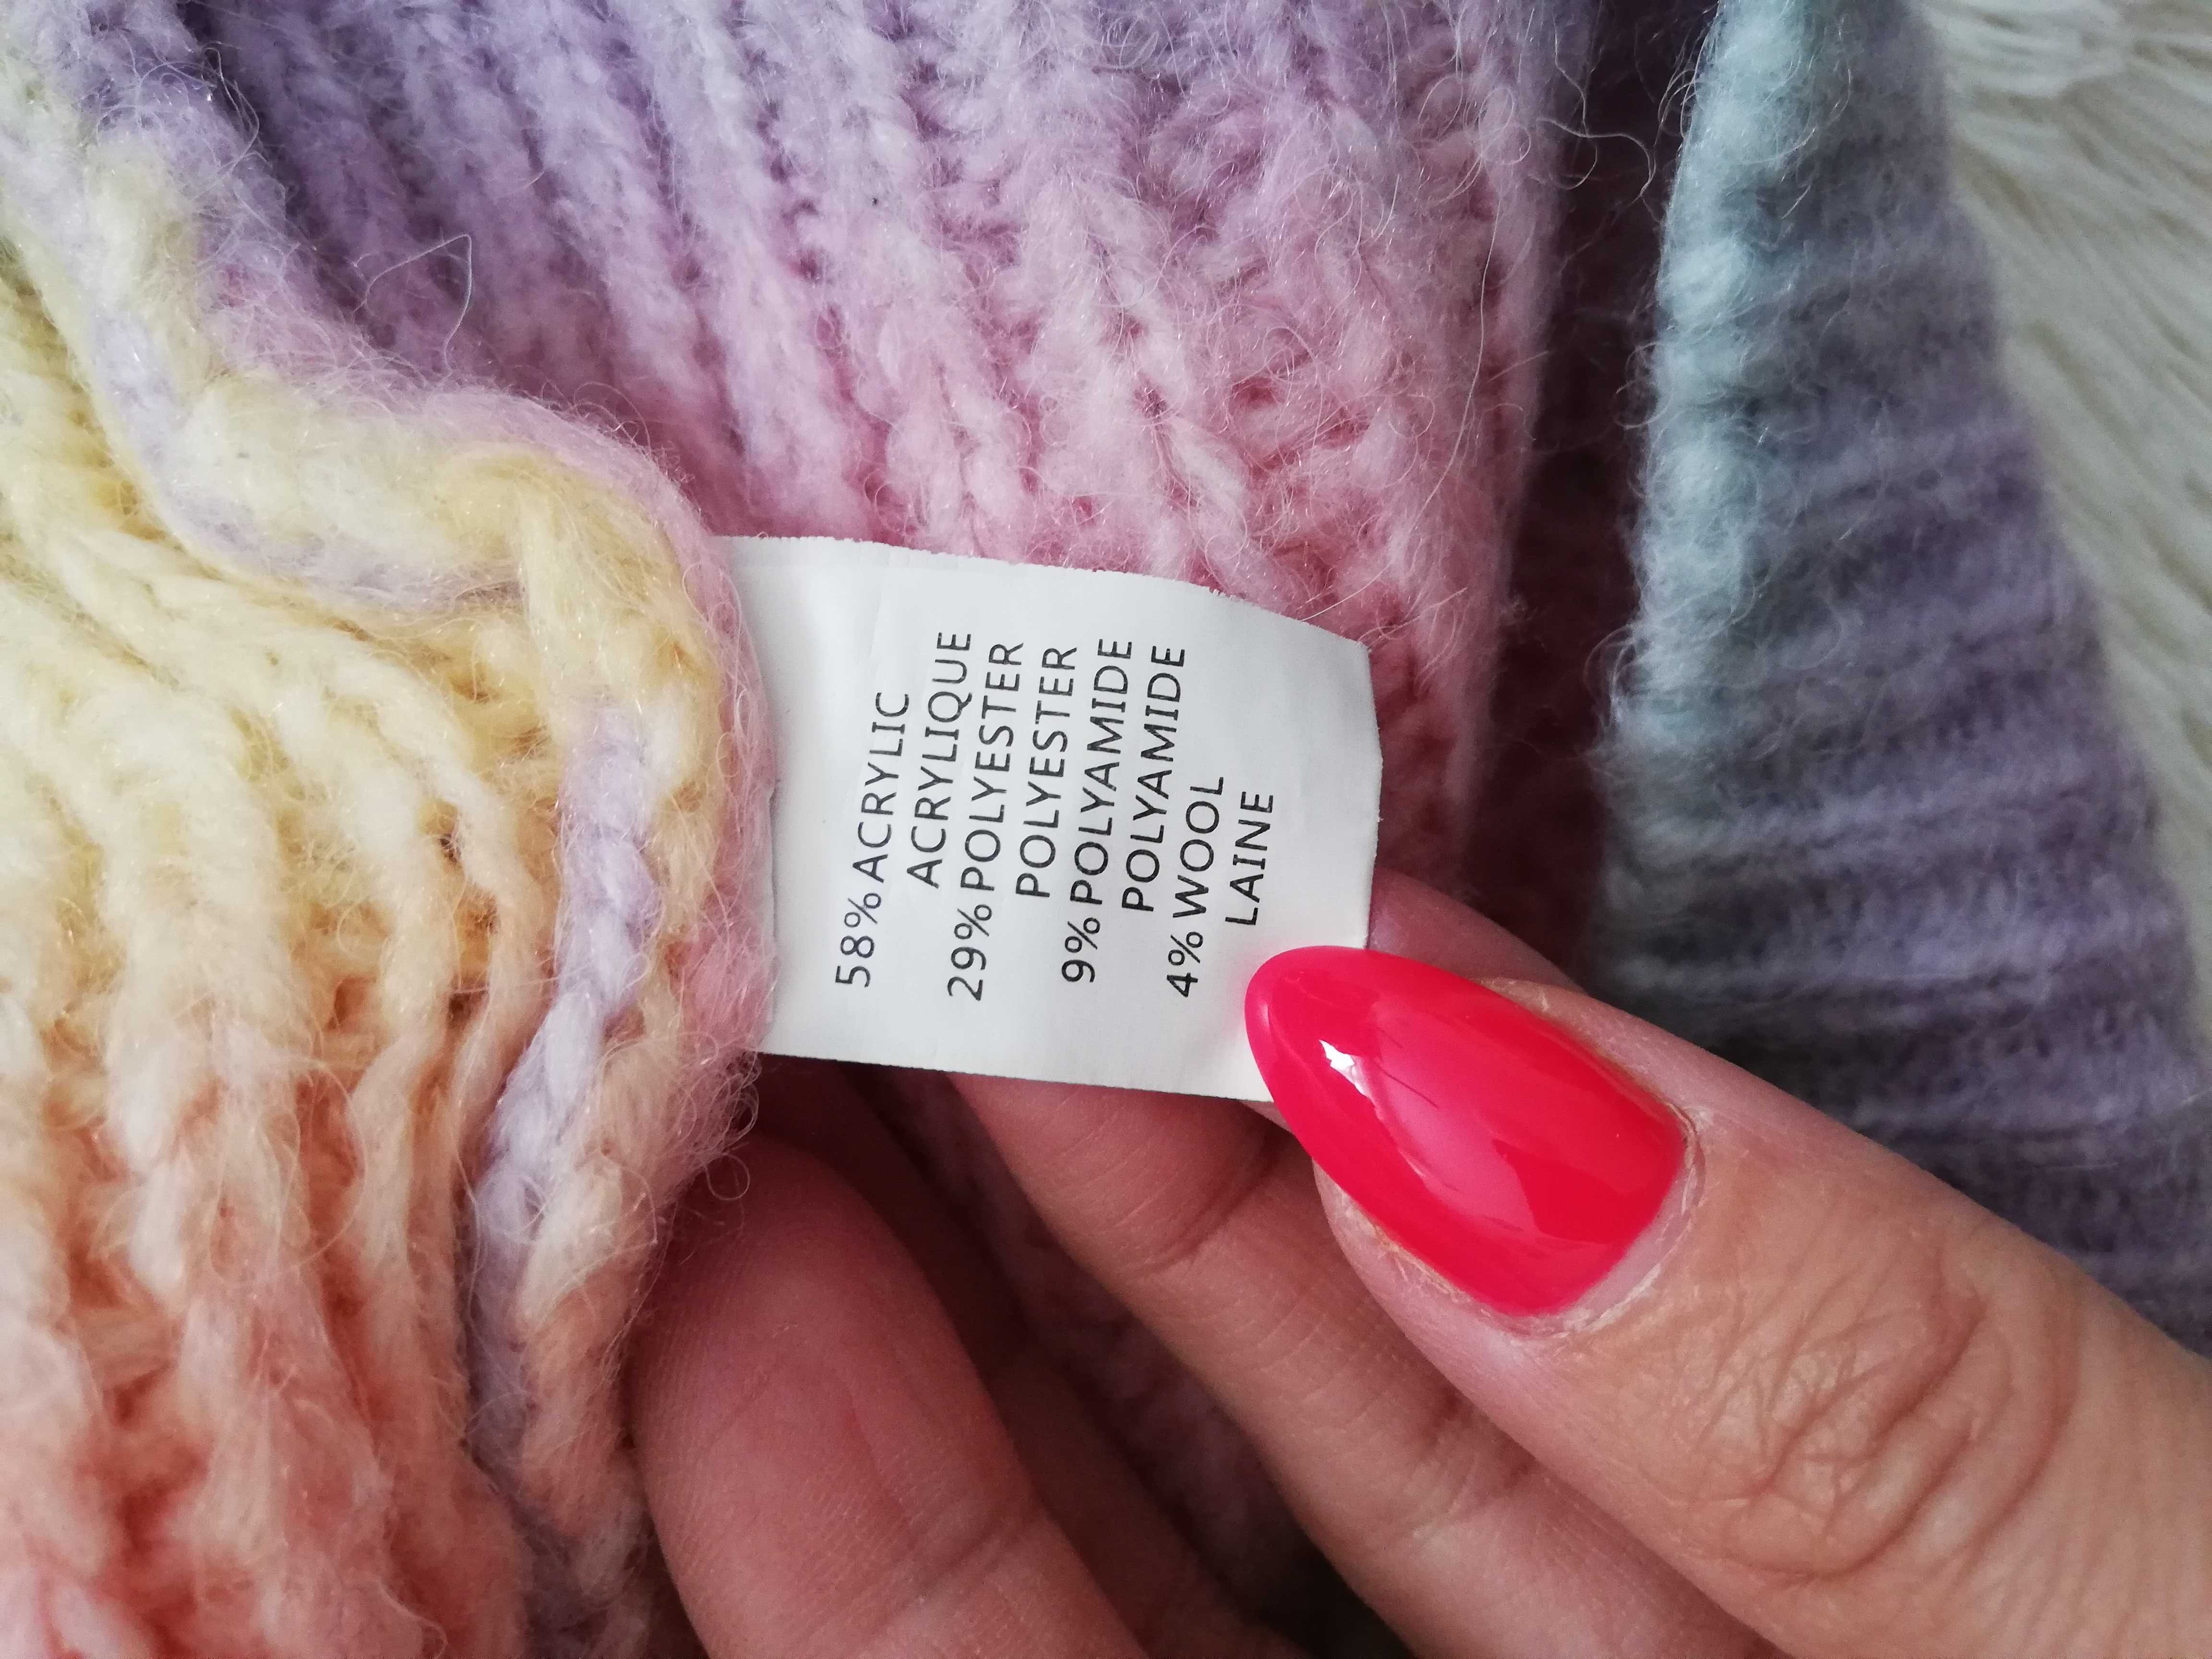 58%ACRYLIC
ACRYLIQUE
29%POLYESTER
POLYESTER
9%POLYAMIDE
POLYAMIDE
4%WOOL
LAINE